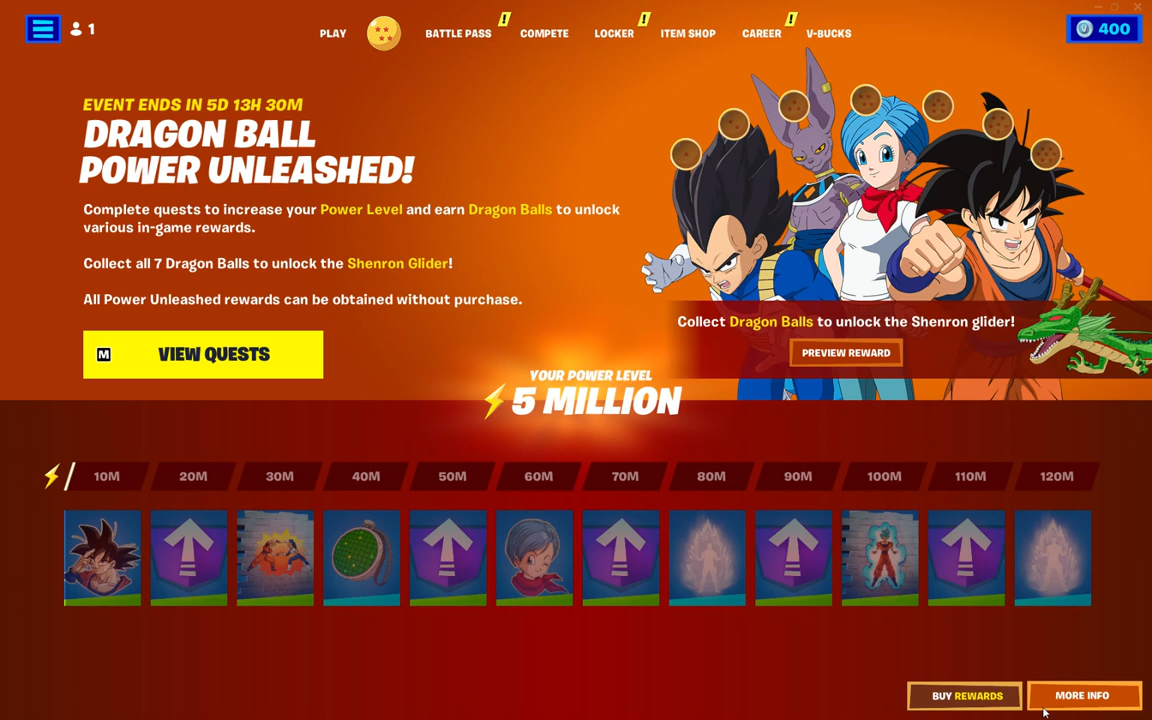 1
PLAY
BATTLE PASS
!
COMPETE
LOCKER
!
ITEM SHOP
CAREER
!
V-BUCKS
V 400
EVENT ENDS IN 5D 13H 30M
DRAGON BALL
POWER UNLEASHED!
Complete quests to increase your Power Level and earn Dragon Balls to unlock
various in-game rewards.
Collect all 7 Dragon Balls to unlock the Shenron Glider!
All Power Unleashed rewards can be obtained without purchase.
M VIEW QUESTS
Collect Dragon Balls to unlock the Shenron glider!
PREVIEW REWARD
YOUR POWER LEVEL
5 MILLION
10M 20M 30M 40M 50M 60M 70M 80M 90M 100M 110M 120M
BUY REWARDS
MORE INFO